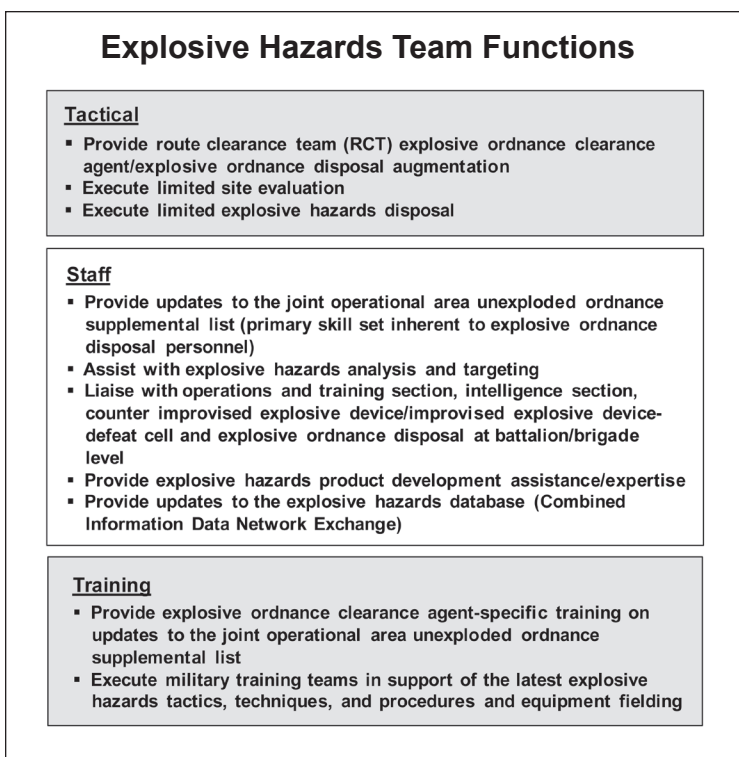 Explosive Hazards Team Functions
Tactical
▪ Provide route clearance team (RCT) explosive ordnance clearance
agent/explosive ordnance disposal augmentation
▪ Execute limited site evaluation
▪ Execute limited explosive hazards disposal
Staff
▪ Provide updates to the joint operational area unexploded ordnance
supplemental list (primary skill set inherent to explosive ordnance
disposal personnel)
▪ Assist with explosive hazards analysis and targeting
▪ Liaise with operations and training section, intelligence section,
counter improvised explosive device/improvised explosive device-
defeat cell and explosive ordnance disposal at battalion/brigade
level
▪ Provide explosive hazards product development assistance/expertise
▪ Provide updates to the explosive hazards database (Combined
Information Data Network Exchange)
Training
▪ Provide explosive ordnance clearance agent-specific training on
updates to the joint operational area unexploded ordnance
supplemental list
▪ Execute military training teams in support of the latest explosive
hazards tactics, techniques, and procedures and equipment fielding